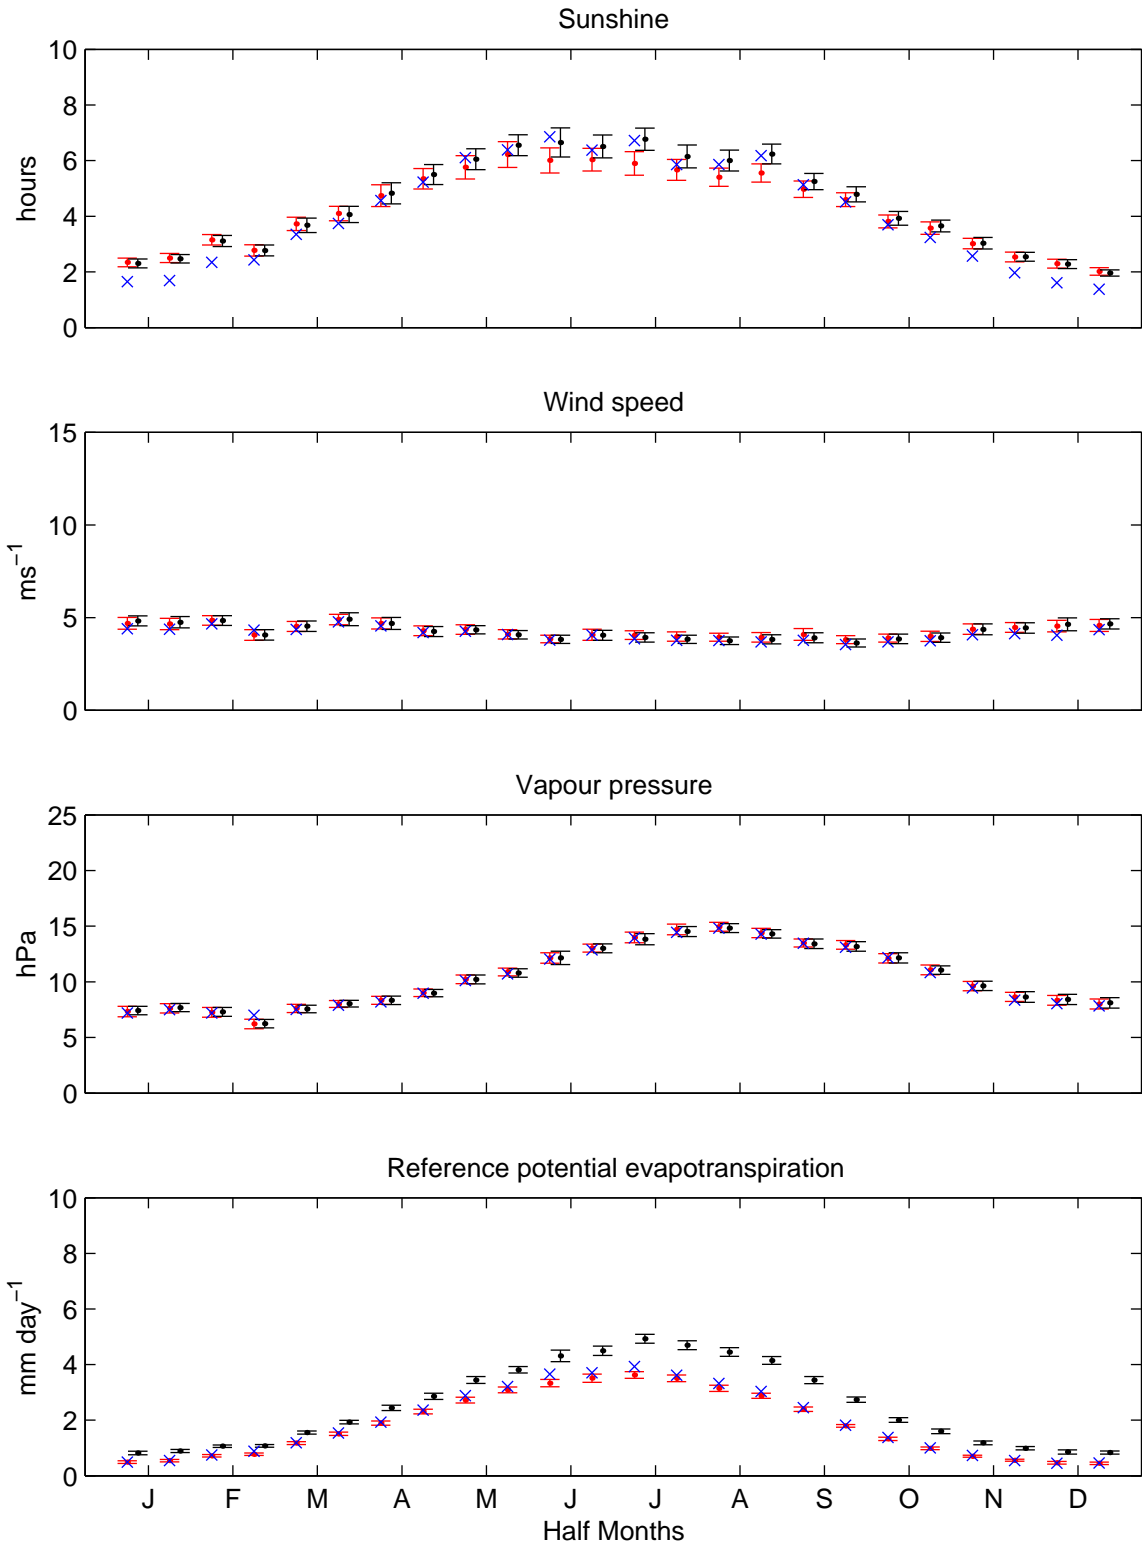 Sunshine
10
8
6
4
2
0
hours
Wind speed
15
10
5
0
ms⁻¹
Vapour pressure
25
20
15
10
5
0
hPa
Reference potential evapotranspiration
10
8
6
4
2
0
mm day⁻¹
J F M A M J J A S O N D
Half Months